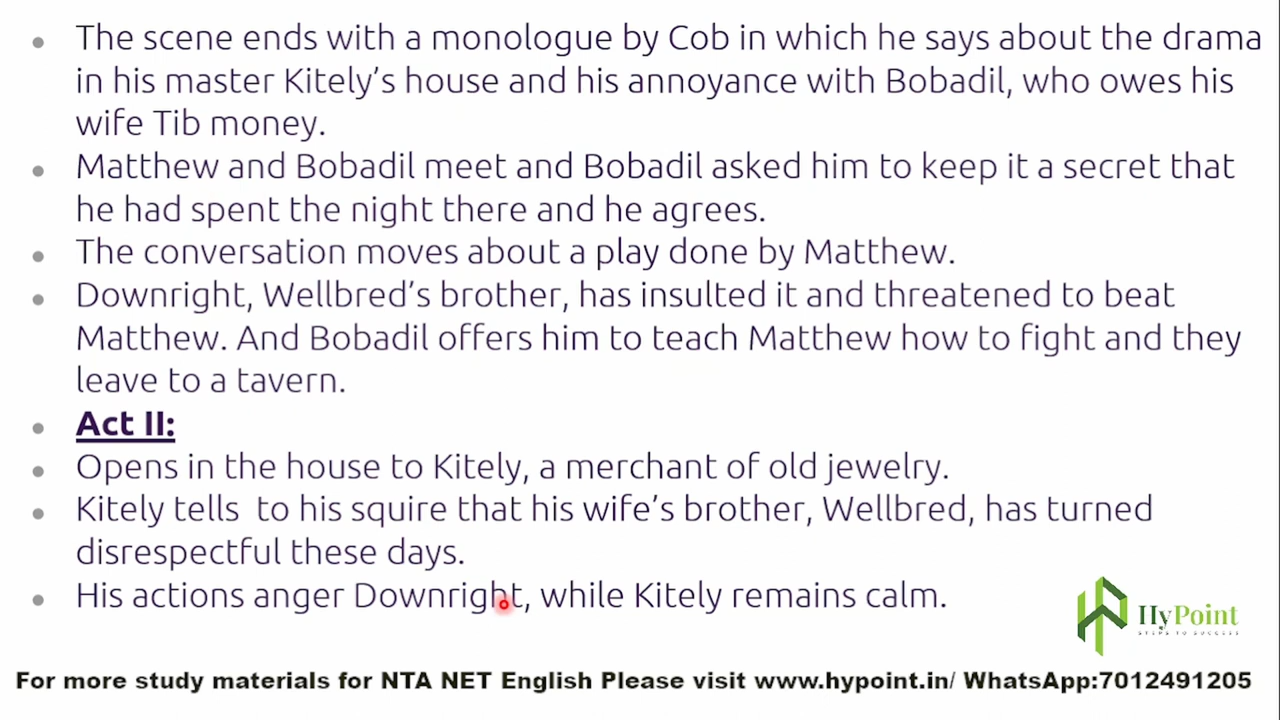 The scene ends with a monologue by Cob in which he says about the drama
in his master Kitely’s house and his annoyance with Bobadil, who owes his
wife Tib money.
Matthew and Bobadil meet and Bobadil asked him to keep it a secret that
he had spent the night there and he agrees.
The conversation moves about a play done by Matthew.
Downright, Wellbred’s brother, has insulted it and threatened to beat
Matthew. And Bobadil offers him to teach Matthew how to fight and they
leave to a tavern.
Act II:
Opens in the house to Kitely, a merchant of old jewelry.
Kitely tells  to his squire that his wife’s brother, Wellbred, has turned
disrespectful these days.
His actions anger Downright, while Kitely remains calm.
HyPoint
STEPS TO SUCCESS
For more study materials for NTA NET English Please visit www.hypoint.in/ WhatsApp:7012491205